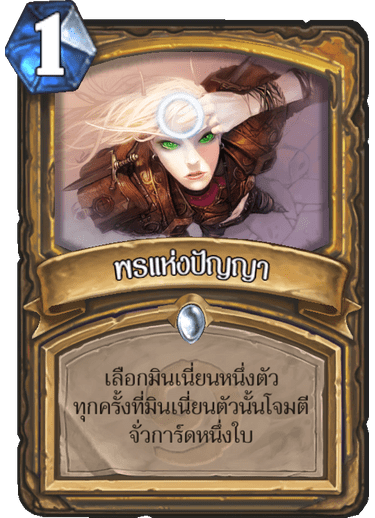 1
พรแห่งปัญญา
เลือกมินเนี่ยนหนึ่งตัว
ทุกครั้งที่มินเนี่ยนตัวนั้นโจมตี
จั่วการ์ดหนึ่งใบ